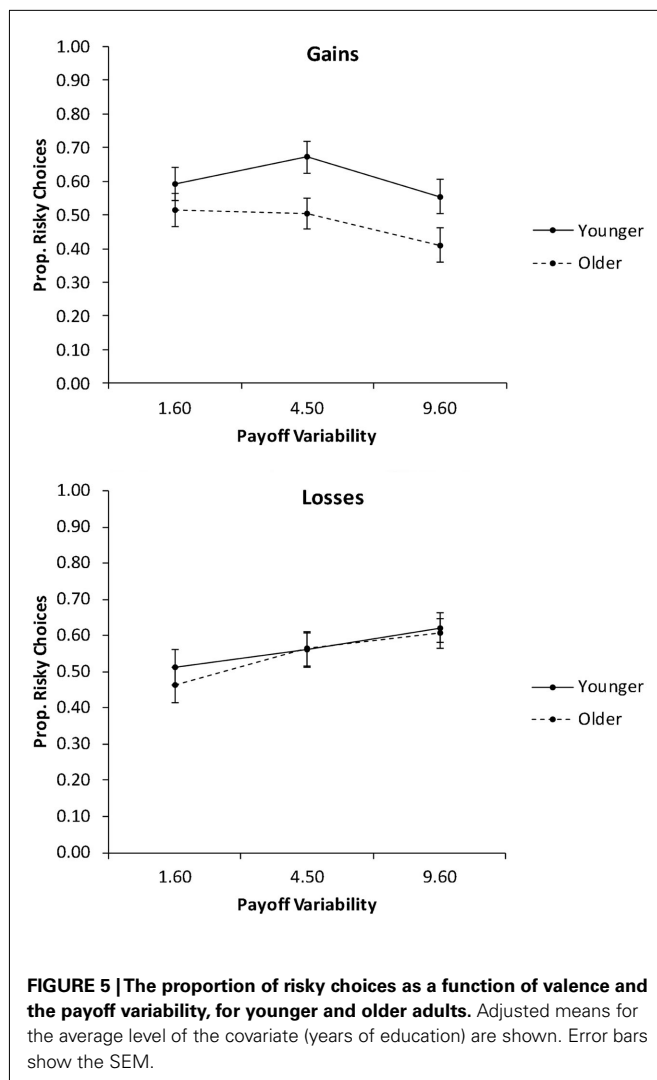 Gains
1.00
0.90
0.80
0.70
0.60
0.50
0.40
0.30
0.20
0.10
0.00
Prop. Risky Choices
1.60 4.50 9.60
Payoff Variability
Younger
Older
Losses
1.00
0.90
0.80
0.70
0.60
0.50
0.40
0.30
0.20
0.10
0.00
Prop. Risky Choices
1.60 4.50 9.60
Payoff Variability
Younger
Older
FIGURE 5 | The proportion of risky choices as a function of valence and
the payoff variability, for younger and older adults. Adjusted means for
the average level of the covariate (years of education) are shown. Error bars
show the SEM.